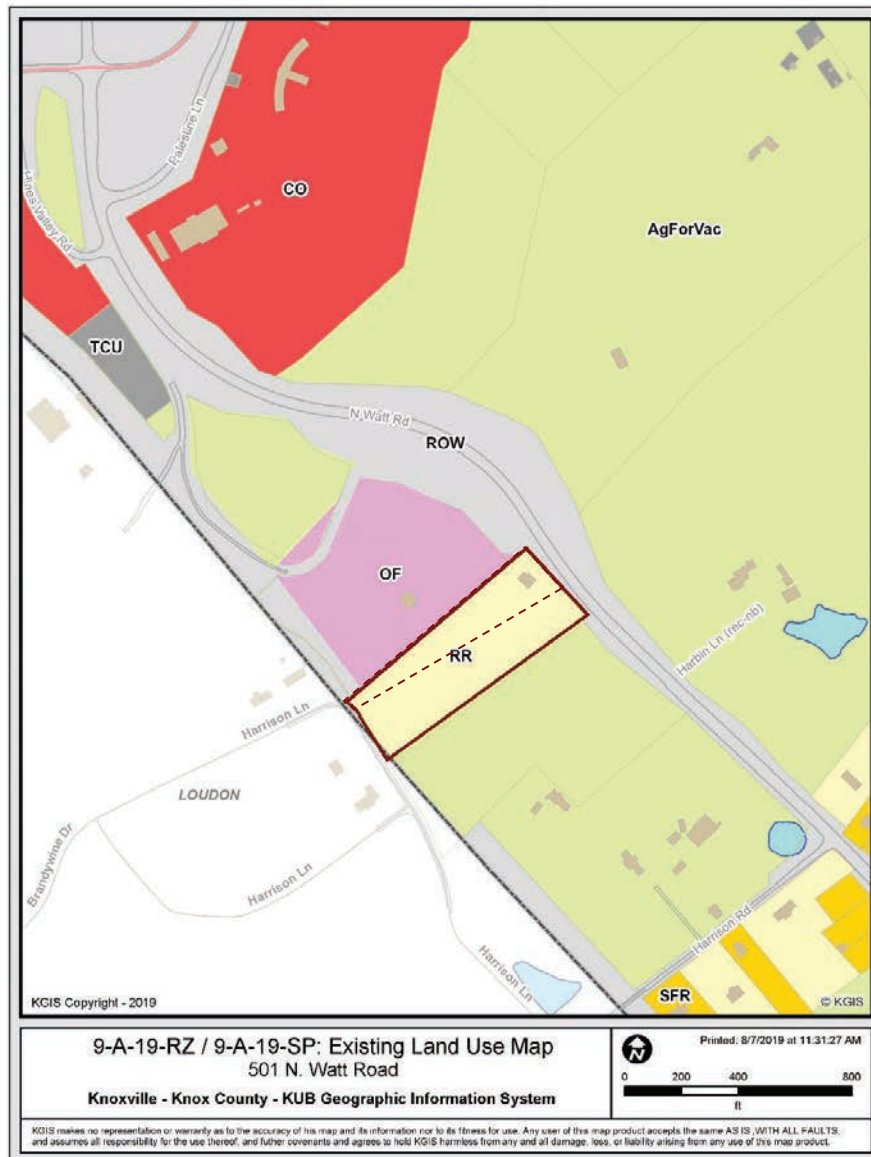 Palestine Ln
CO
Hines Valley Rd
AgForVac
TCU
N Watt Rd
ROW
OF
RR
Harbin Ln (rec-nb)
Harrison Ln
LOUDON
Brandywine Dr
Harrison Ln
Harrison Rd
Harrison Ln
SFR
KGIS Copyright - 2019
© KGIS
9-A-19-RZ / 9-A-19-SP: Existing Land Use Map
501 N. Watt Road
Knoxville - Knox County - KUB Geographic Information System
N
Printed: 8/7/2019 at 11:31:27 AM
0 200 400 800
ft
KGIS makes no representation or warranty as to the accuracy of his map and its information nor to its fitness for use. Any user of this map product accepts the same AS IS ,WITH ALL FAULTS,
and assumes all responsibility for the use thereof, and futher covenants and agrees to hold KGIS harmless from any and all damage, loss, or liability arising from any use of this map product.